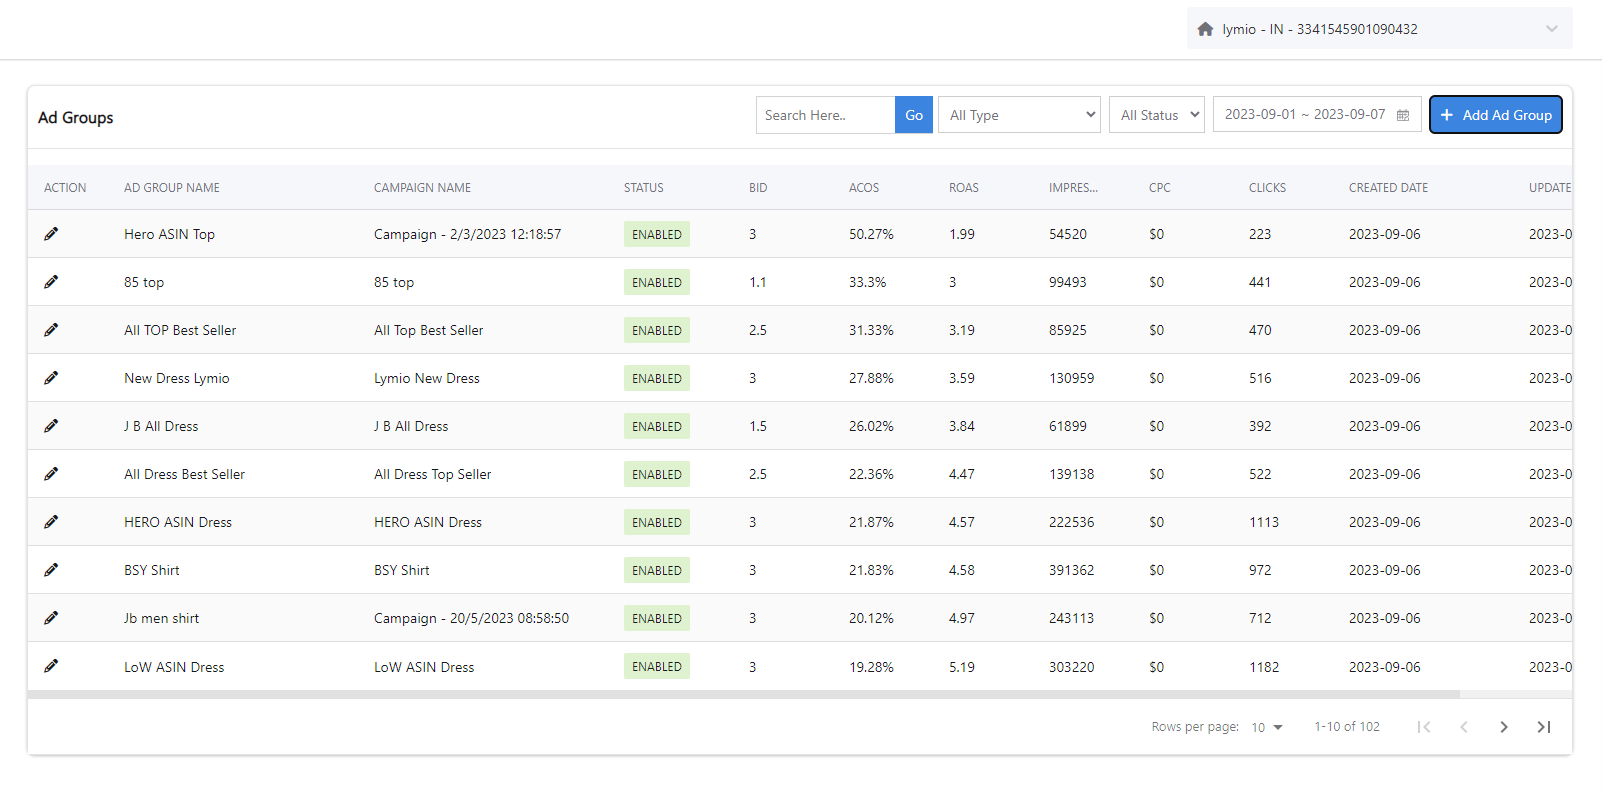 lymio - IN - 3341545901090432
Ad Groups
Search Here.. Go All Type All Status 2023-09-01 ~ 2023-09-07 + Add Ad Group
ACTION AD GROUP NAME CAMPAIGN NAME STATUS BID ACOS ROAS IMPRES... CPC CLICKS CREATED DATE UPDATE
Hero ASIN Top Campaign - 2/3/2023 12:18:57 ENABLED 3 50.27% 1.99 54520 $0 223 2023-09-06 2023-0
85 top 85 top ENABLED 1.1 33.3% 3 99493 $0 441 2023-09-06 2023-0
All TOP Best Seller All Top Best Seller ENABLED 2.5 31.33% 3.19 85925 $0 470 2023-09-06 2023-0
New Dress Lymio Lymio New Dress ENABLED 3 27.88% 3.59 130959 $0 516 2023-09-06 2023-0
J B All Dress J B All Dress ENABLED 1.5 26.02% 3.84 61899 $0 392 2023-09-06 2023-0
All Dress Best Seller All Dress Top Seller ENABLED 2.5 22.36% 4.47 139138 $0 522 2023-09-06 2023-0
HERO ASIN Dress HERO ASIN Dress ENABLED 3 21.87% 4.57 222536 $0 1113 2023-09-06 2023-0
BSY Shirt BSY Shirt ENABLED 3 21.83% 4.58 391362 $0 972 2023-09-06 2023-0
Jb men shirt Campaign - 20/5/2023 08:58:50 ENABLED 3 20.12% 4.97 243113 $0 712 2023-09-06 2023-0
LoW ASIN Dress LoW ASIN Dress ENABLED 3 19.28% 5.19 303220 $0 1182 2023-09-06 2023-0
Rows per page: 10 1-10 of 102